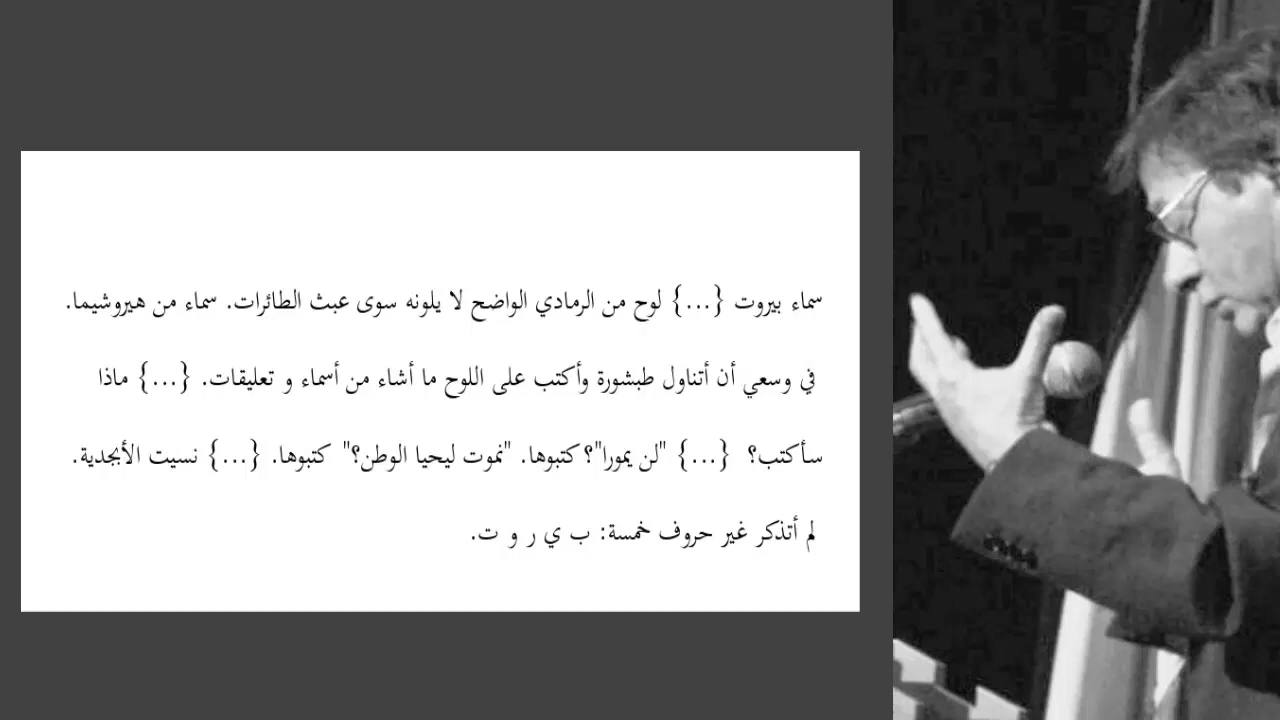 سماء بيروت {...} لوح من الرمادي الواضح لا يلونه سوى عبث الطائرات. سماء من هيروشيما.
في وسعي أن أتناول طبشورة وأكتب على اللوح ما أشاء من أسماء و تعليقات. {...} ماذا
سأكتب؟ {...} "لن يمورا"؟ كتبوها. "نموت ليحيا الوطن؟" كتبوها. {...} نسيت الأبجدية.
لم أتذكر غير حروف خمسة: ب ي ر و ت.